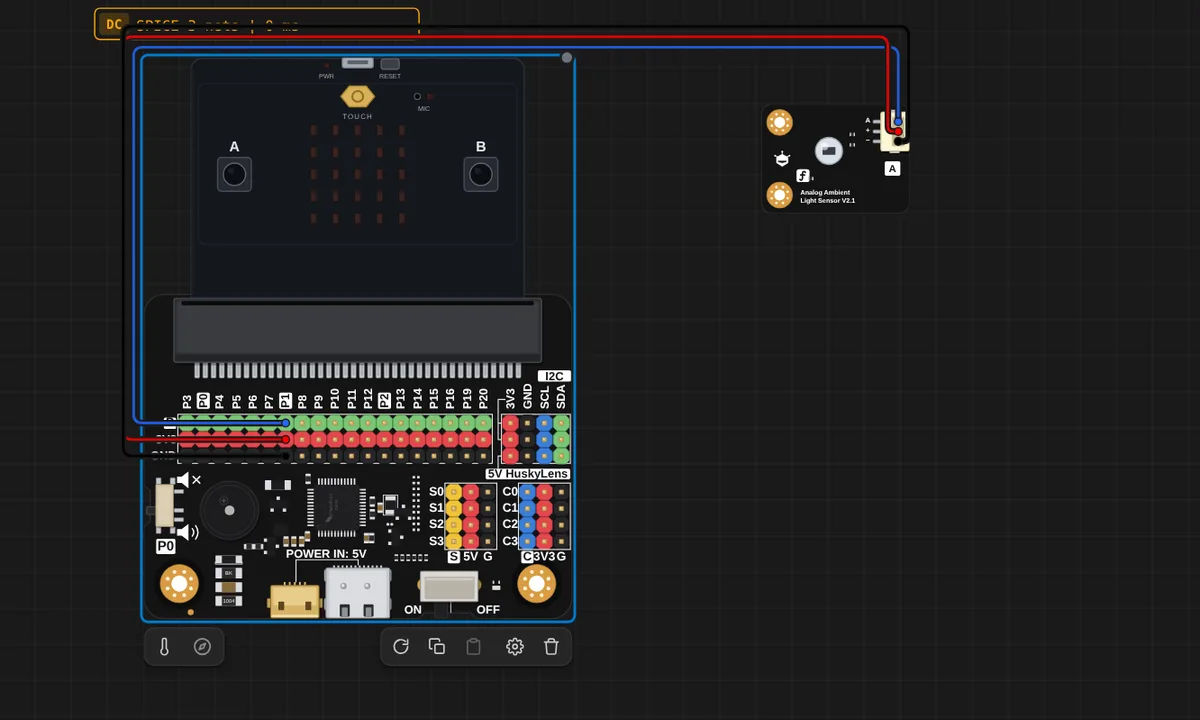 DC
PWR
RESET
TOUCH
MIC
A
B
A
+
-
A
Analog Ambient
Light Sensor V2.1
I2C
P3 P0 P4 P5 P6 P7 P1 P8 P9 P10 P11 P12 P2 P13 P14 P15 P16 P19 P20 3V3 GND SCL SDA
5V HuskyLens
S0 C0
S1 C1
S2 C2
S3 C3
S 5V G C 3V3 G
P0
POWER IN: 5V
BK
1004
ON OFF